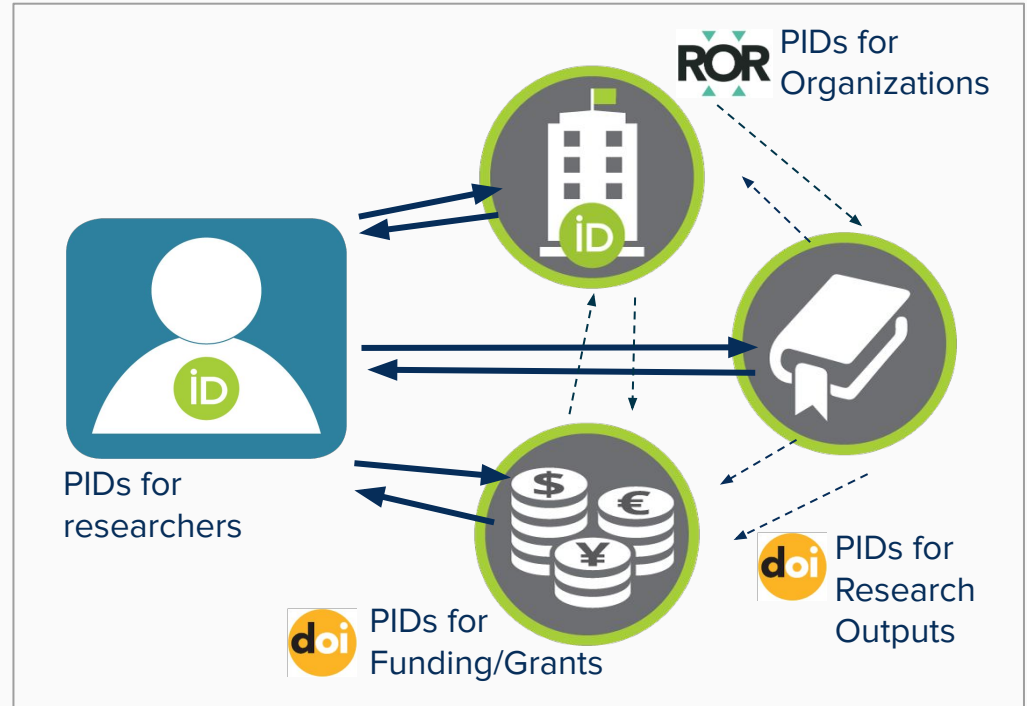 ROR
PIDs for
Organizations
iD
iD
PIDs for
researchers
$
€
¥
doi
PIDs for
Funding/Grants
doi
PIDs for
Research
Outputs